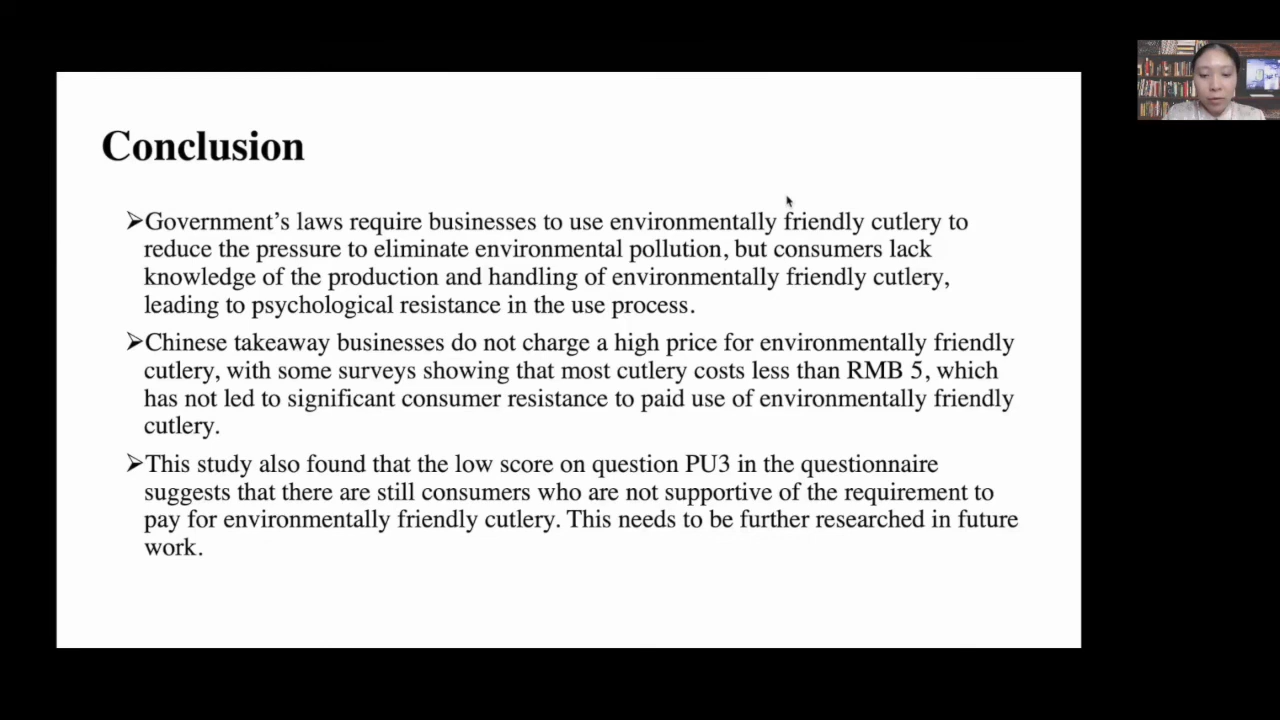 Conclusion
➢Government’s laws require businesses to use environmentally friendly cutlery to
reduce the pressure to eliminate environmental pollution, but consumers lack
knowledge of the production and handling of environmentally friendly cutlery,
leading to psychological resistance in the use process.
➢Chinese takeaway businesses do not charge a high price for environmentally friendly
cutlery, with some surveys showing that most cutlery costs less than RMB 5, which
has not led to significant consumer resistance to paid use of environmentally friendly
cutlery.
➢This study also found that the low score on question PU3 in the questionnaire
suggests that there are still consumers who are not supportive of the requirement to
pay for environmentally friendly cutlery. This needs to be further researched in future
work.